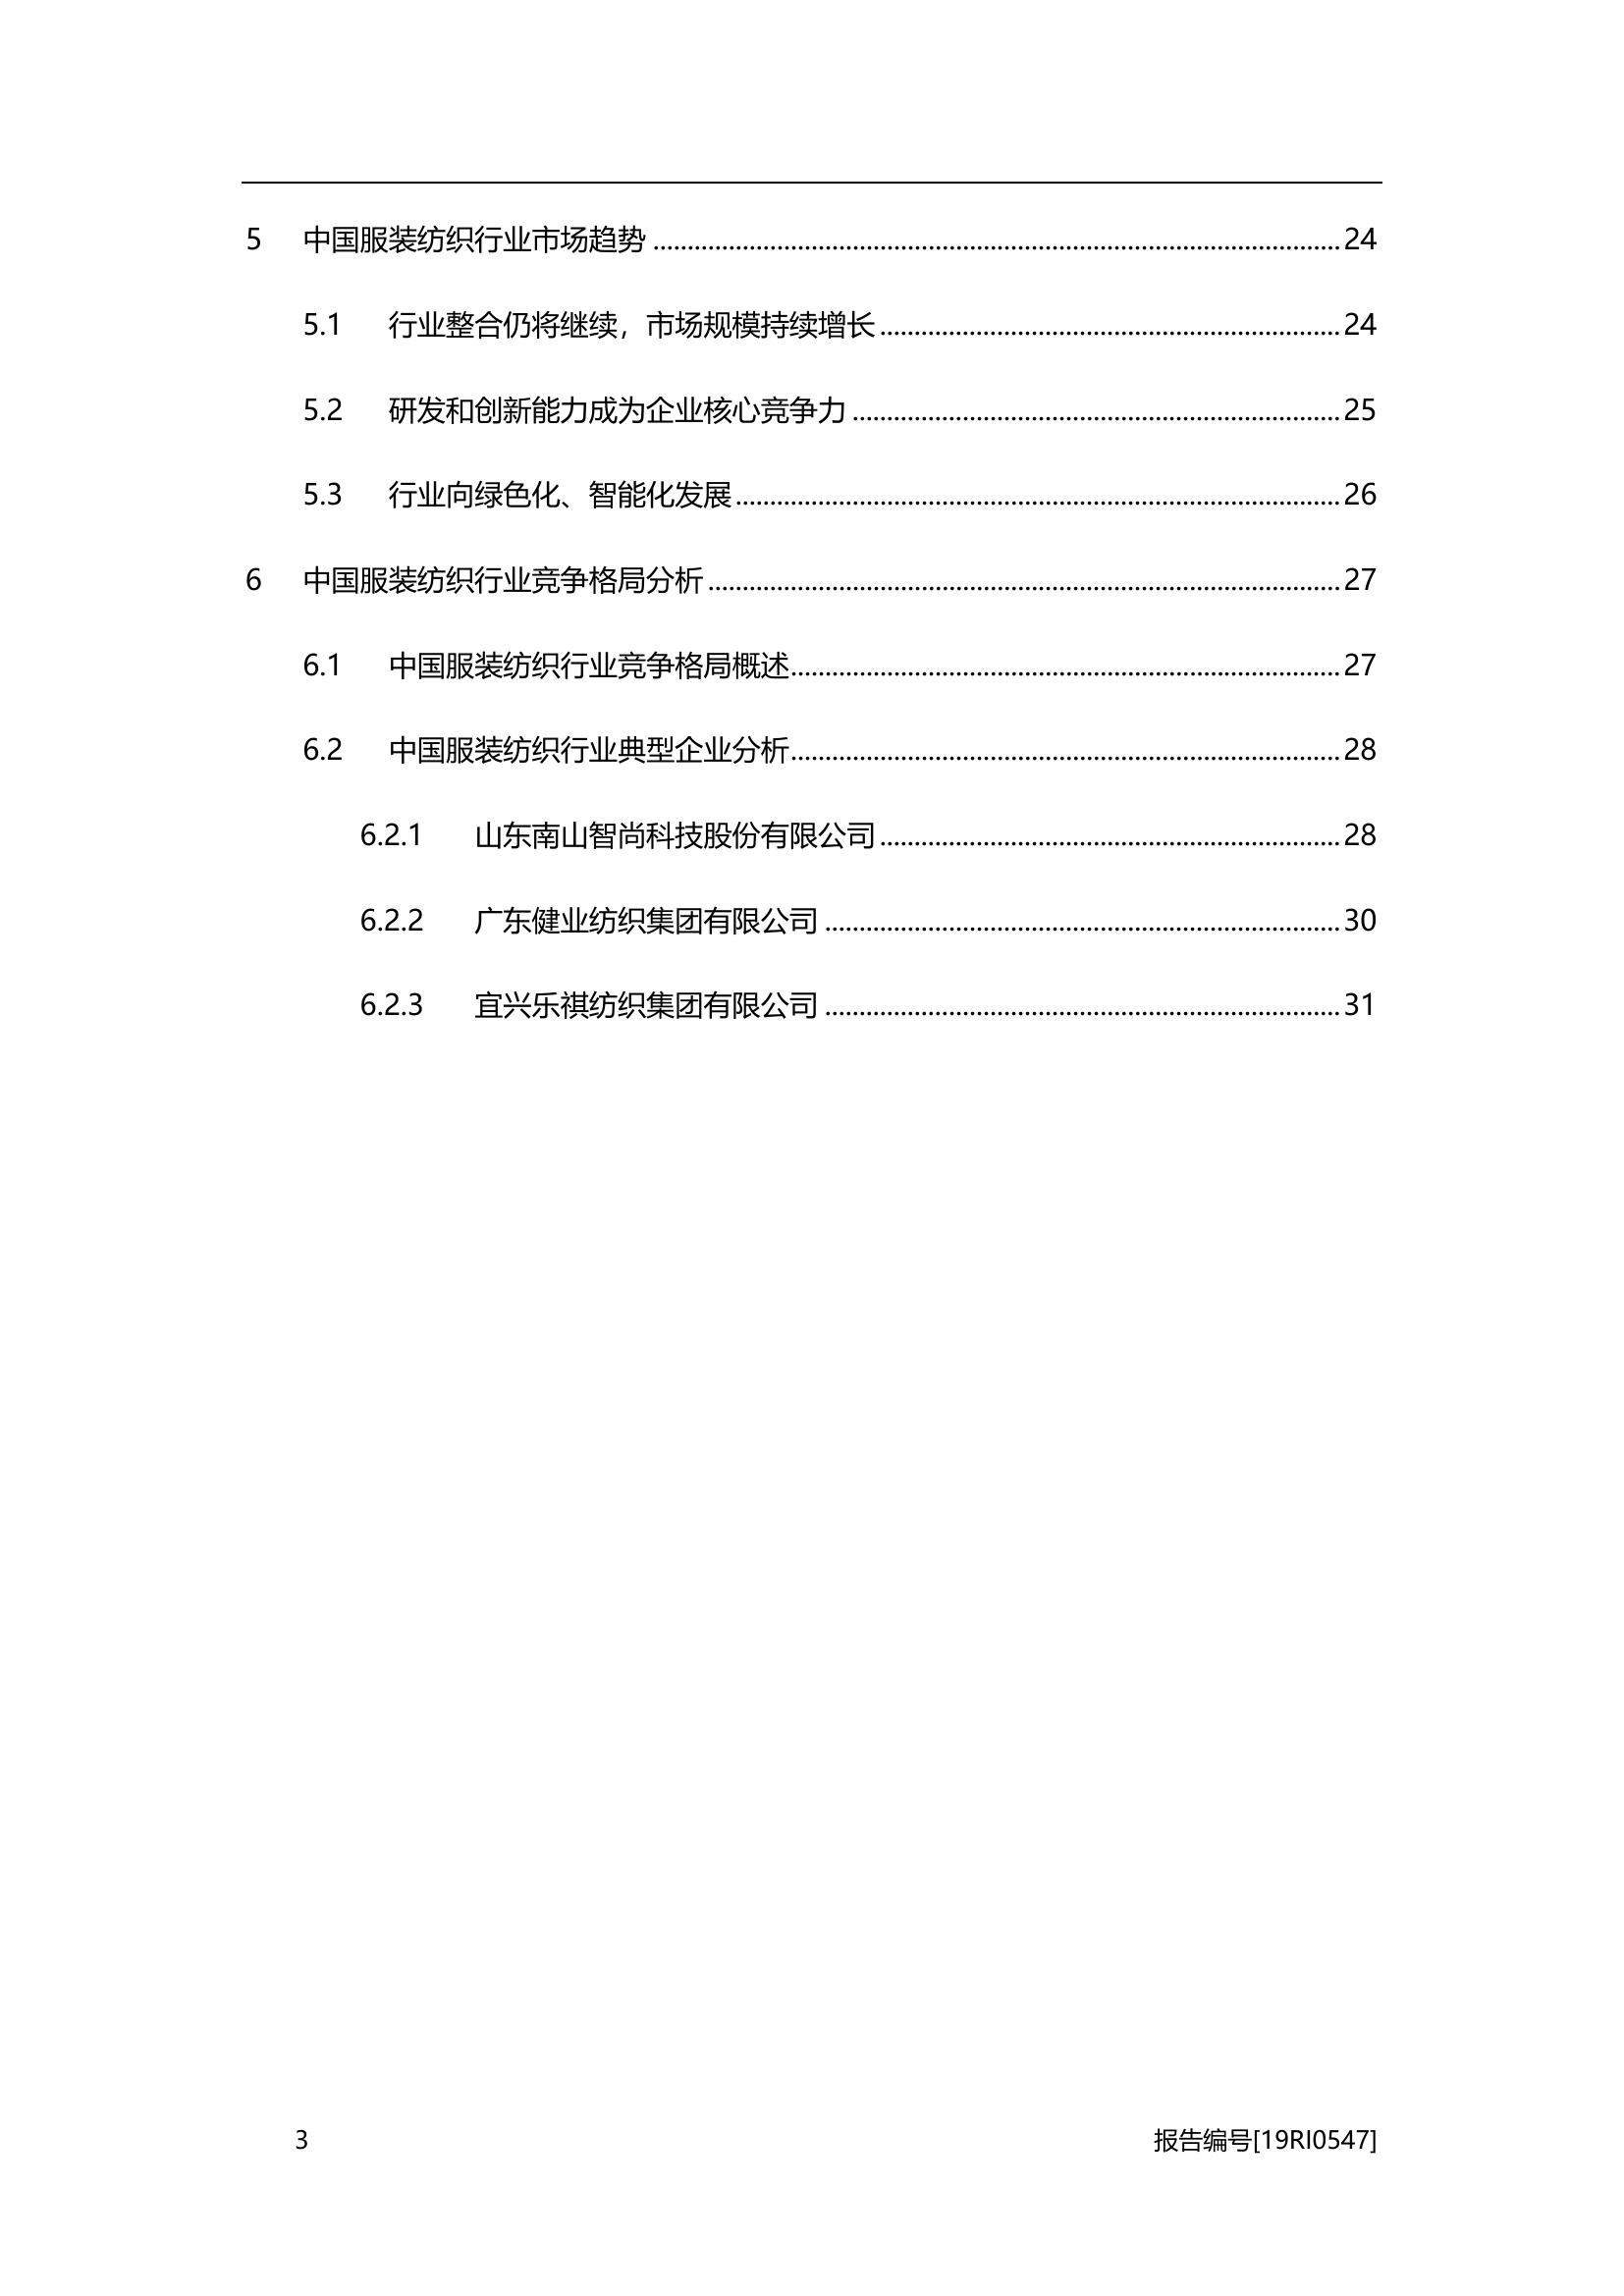 5 中国服装纺织行业市场趋势 ........................................ 24
5.1 行业整合仍将继续，市场规模持续增长 ........................................ 24
5.2 研发和创新能力成为企业核心竞争力 ........................................ 25
5.3 行业向绿色化、智能化发展 ........................................ 26
6 中国服装纺织行业竞争格局分析 ........................................ 27
6.1 中国服装纺织行业竞争格局概述 ........................................ 27
6.2 中国服装纺织行业典型企业分析 ........................................ 28
6.2.1 山东南山智尚科技股份有限公司 ........................................ 28
6.2.2 广东健业纺织集团有限公司 ........................................ 30
6.2.3 宜兴乐祺纺织集团有限公司 ........................................ 31
3 报告编号[19RI0547]